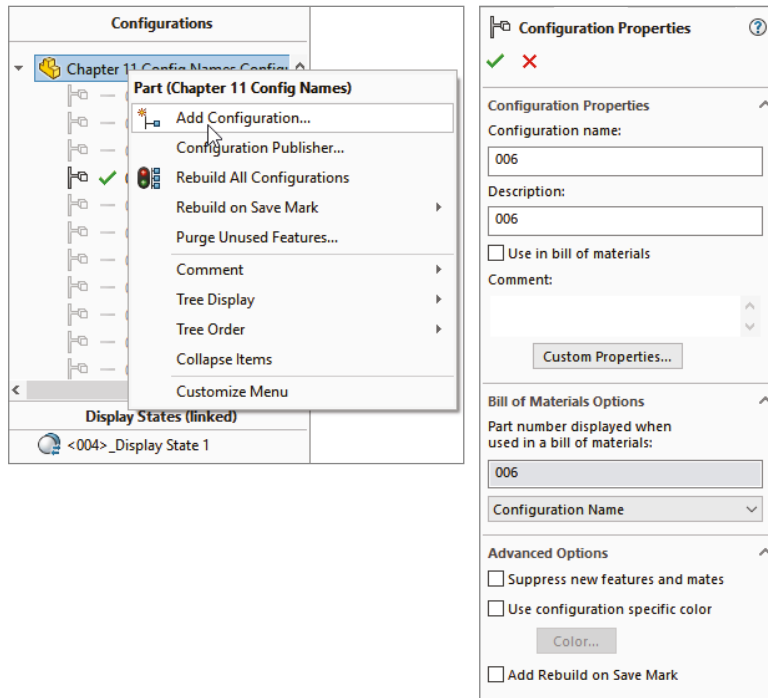 Configurations
Chapter 11 Config Names Config
Part (Chapter 11 Config Names)
Add Configuration...
Configuration Publisher...
Rebuild All Configurations
Rebuild on Save Mark
Purge Unused Features...
Comment
Tree Display
Tree Order
Collapse Items
Customize Menu
Display States (linked)
<004>_Display State 1
Configuration Properties
Configuration Properties
Configuration name:
006
Description:
006
Use in bill of materials
Comment:
Custom Properties...
Bill of Materials Options
Part number displayed when
used in a bill of materials:
006
Configuration Name
Advanced Options
Suppress new features and mates
Use configuration specific color
Color...
Add Rebuild on Save Mark